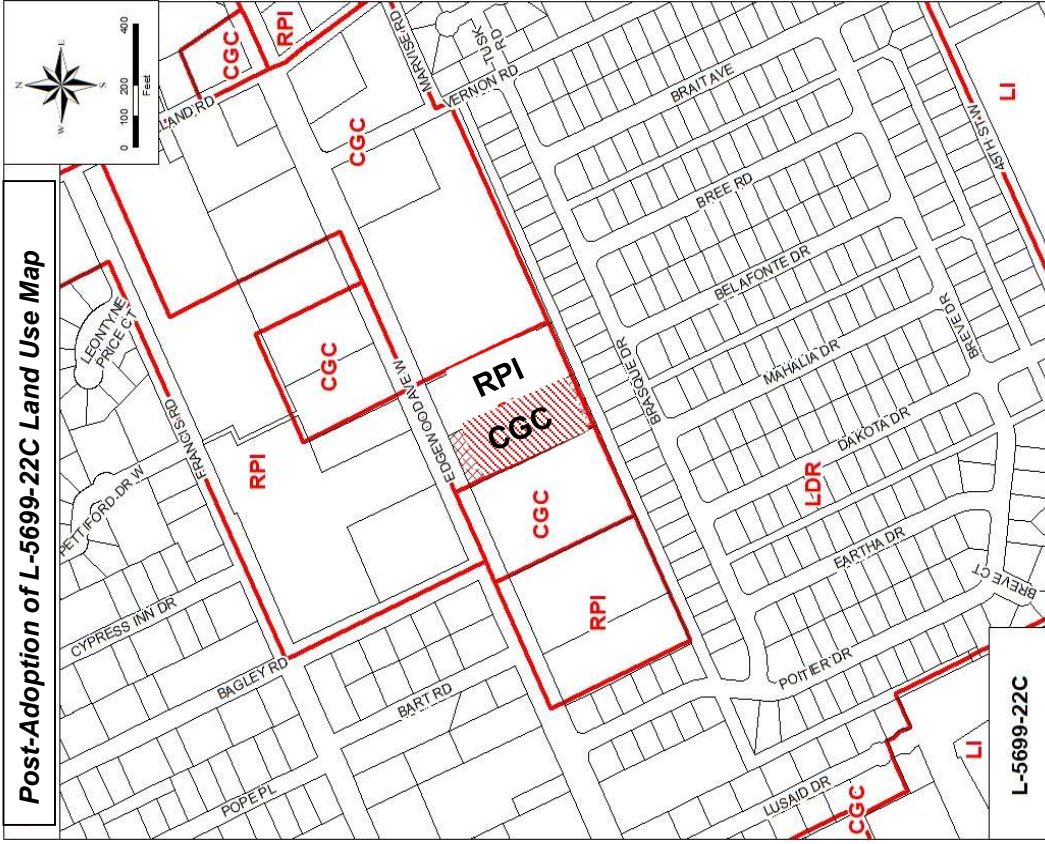 Post-Adoption of L-5699-22C Land Use Map
N
W
E
S
0 100 200 400
Feet
LAND RD
CGC
RPI
MARVISE RD
TUSK RD
VERNON RD
CGC
LEONTYNE PRICE CT
FRANCIS RD
PETTIFORD DR W
CYPRESS INN DR
BAGLEY RD
BART RD
POPE PL
RPI
CGC
EDGEWOOD AVE W
RPI
CGC
CGC
RPI
BRASQUE DR
BRAIT AVE
BREE RD
BELAFONTE DR
MAHALIA DR
DAKOTA DR
EARTHA DR
POITIER DR
BREVE DR
BREVE CT
LUSAID DR
45TH ST W
LDR
LI
LI
CGC
L-5699-22C